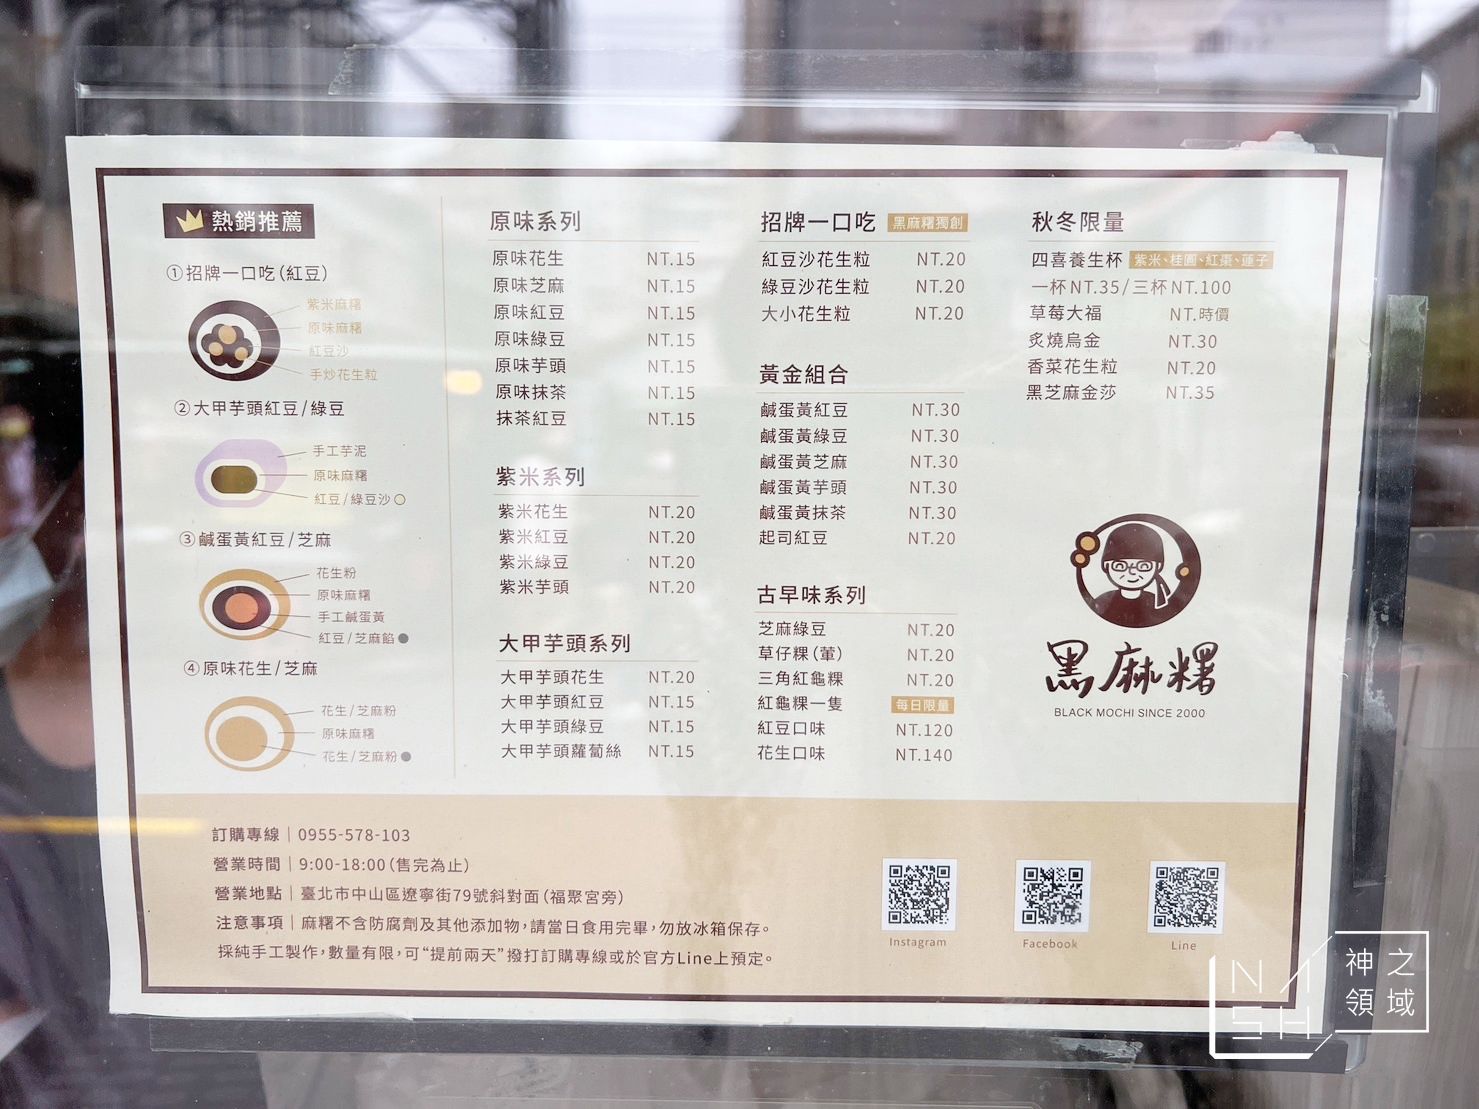 熱銷推薦
①招牌一口吃(紅豆)
紫米麻糬
原味麻糬
紅豆沙
手炒花生粒
②大甲芋頭紅豆/綠豆
手工芋泥
原味麻糬
紅豆/綠豆沙
③鹹蛋黃紅豆/芝麻
花生粉
原味麻糬
手工鹹蛋黃
紅豆/芝麻餡
④原味花生/芝麻
花生/芝麻粉
原味麻糬
花生/芝麻粉
原味系列
原味花生 NT.15
原味芝麻 NT.15
原味紅豆 NT.15
原味綠豆 NT.15
原味芋頭 NT.15
原味抹茶 NT.15
抹茶紅豆 NT.15
紫米系列
紫米花生 NT.20
紫米紅豆 NT.20
紫米綠豆 NT.20
紫米芋頭 NT.20
大甲芋頭系列
大甲芋頭花生 NT.20
大甲芋頭紅豆 NT.15
大甲芋頭綠豆 NT.15
大甲芋頭蘿蔔絲 NT.15
招牌一口吃 黑麻糬獨創
紅豆沙花生粒 NT.20
綠豆沙花生粒 NT.20
大小花生粒 NT.20
黃金組合
鹹蛋黃紅豆 NT.30
鹹蛋黃綠豆 NT.30
鹹蛋黃芝麻 NT.30
鹹蛋黃芋頭 NT.30
鹹蛋黃抹茶 NT.30
起司紅豆 NT.20
古早味系列
芝麻綠豆 NT.20
草仔粿(葷) NT.20
三角紅龜粿 NT.20
紅龜粿一隻 每日限量
紅豆口味 NT.120
花生口味 NT.140
秋冬限量
四喜養生杯 紫米、桂圓、紅棗、蓮子
一杯NT.35/三杯NT.100
草莓大福 NT.時價
炙燒烏金 NT.30
香菜花生粒 NT.20
黑芝麻金莎 NT.35
黑麻糬
BLACK MOCHI SINCE 2000
訂購專線｜0955-578-103
營業時間｜9:00-18:00(售完為止)
營業地點｜臺北市中山區遼寧街79號斜對面(福聚宮旁)
注意事項｜麻糬不含防腐劑及其他添加物,請當日食用完畢,勿放冰箱保存。
採純手工製作,數量有限,可“提前兩天”撥打訂購專線或於官方Line上預定。
Instagram
Facebook
Line
NASH
神之領域